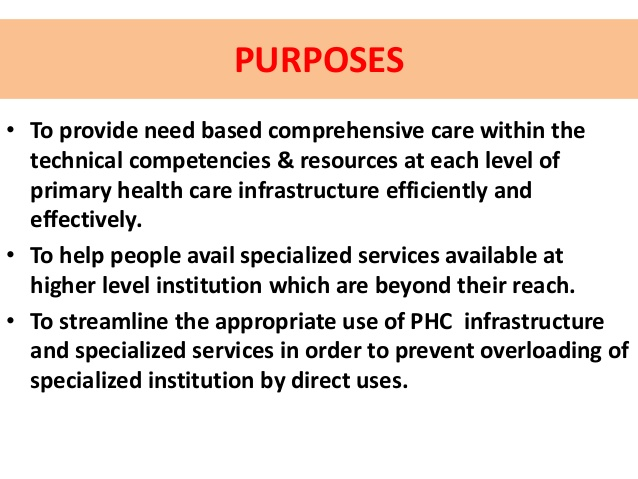 PURPOSES
• To provide need based comprehensive care within the
technical competencies & resources at each level of
primary health care infrastructure efficiently and
effectively.
• To help people avail specialized services available at
higher level institution which are beyond their reach.
• To streamline the appropriate use of PHC  infrastructure
and specialized services in order to prevent overloading of
specialized institution by direct uses.